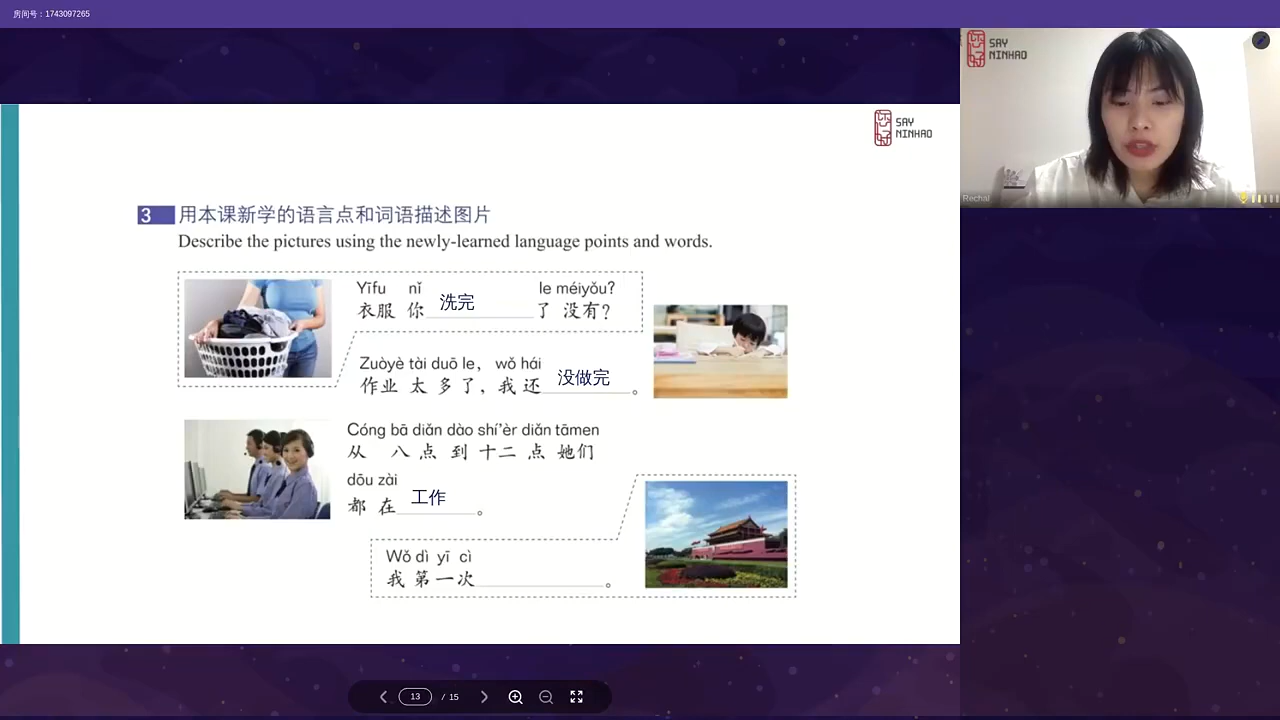 房间号：1743097265
SAY
NINHAO
SAY
NINHAO
Rechal
3 用本课新学的语言点和词语描述图片
Describe the pictures using the newly-learned language points and words.
Yīfu nǐ le méiyǒu?
衣服 你 洗完 了 没有?
Zuòyè tài duō le, wǒ hái
作业 太 多 了, 我 还 没做完 。
Cóng bā diǎn dào shí'èr diǎn tāmen
从 八 点 到 十二 点 她们
dōu zài
都 在 工作 。
Wǒ dì yī cì
我 第 一 次 。
13 / 15